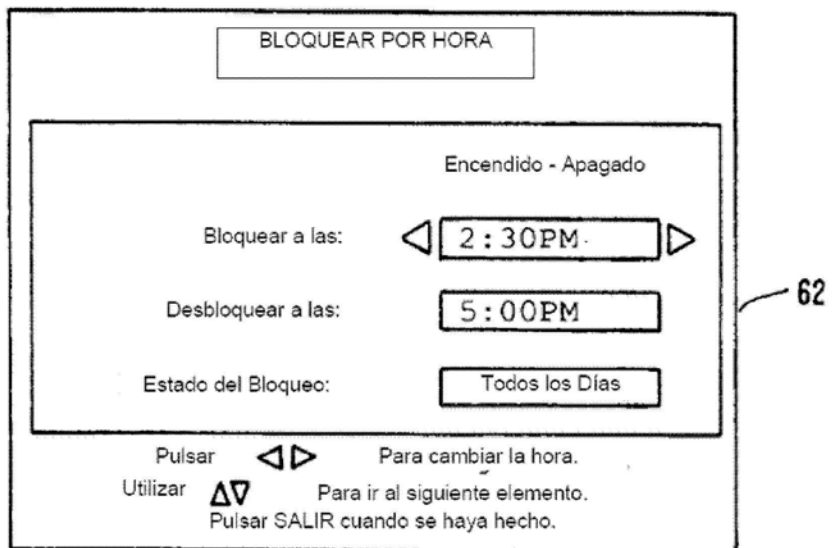 BLOQUEAR POR HORA
Encendido - Apagado
Bloquear a las: 2:30PM
Desbloquear a las: 5:00PM
62
Estado del Bloqueo: Todos los Días
Pulsar Para cambiar la hora.
Utilizar Para ir al siguiente elemento.
Pulsar SALIR cuando se haya hecho.